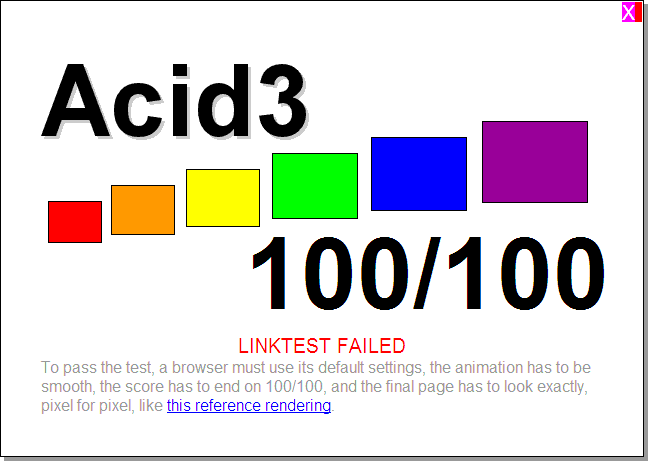 X
Acid3
100/100
LINKTEST FAILED
To pass the test, a browser must use its default settings, the animation has to be
smooth, the score has to end on 100/100, and the final page has to look exactly,
pixel for pixel, like this reference rendering.